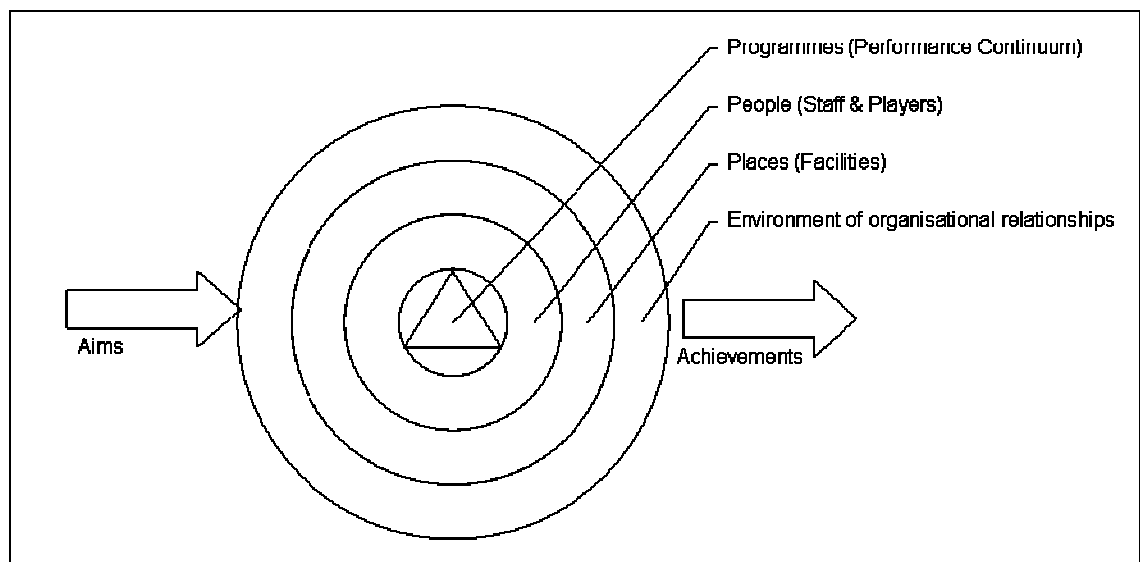 Programmes (Performance Continuum)
People (Staff & Players)
Places (Facilities)
Environment of organisational relationships
Aims
Achievements